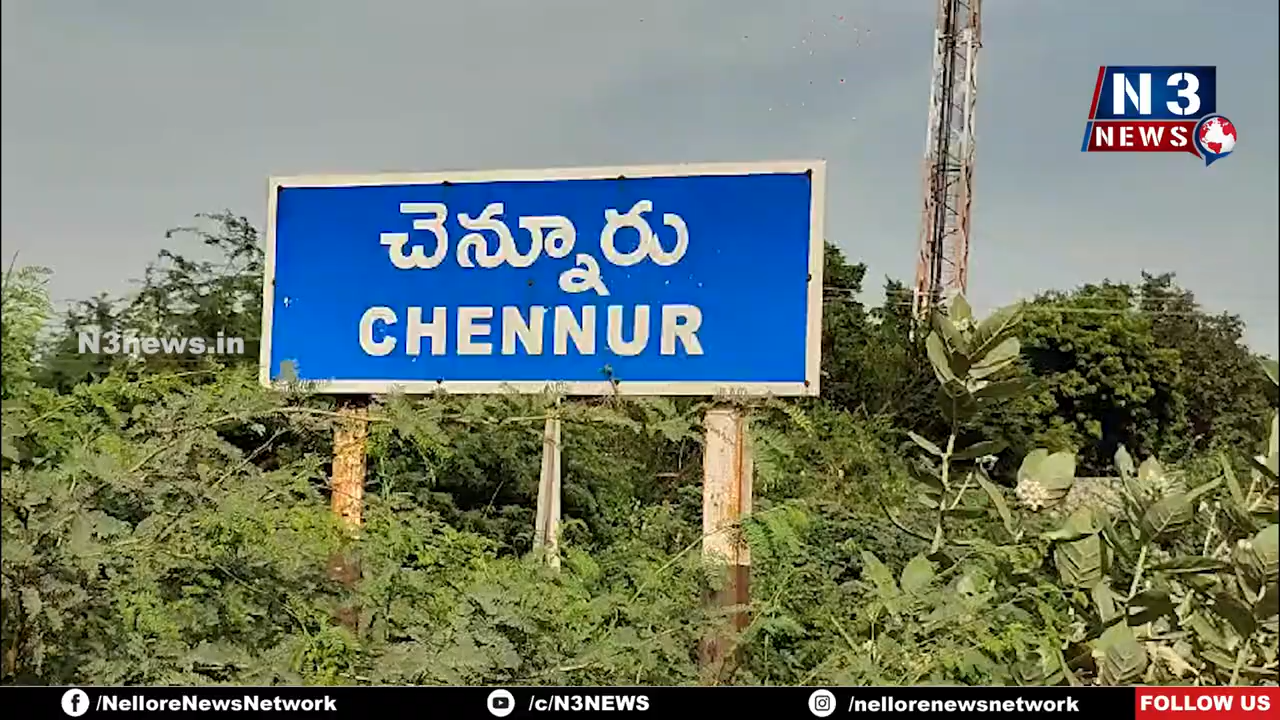 N3
NEWS
చెన్నూరు
CHENNUR
N3news.in
/NelloreNewsNetwork
/c/N3NEWS
/nellorenewsnetwork
FOLLOW US